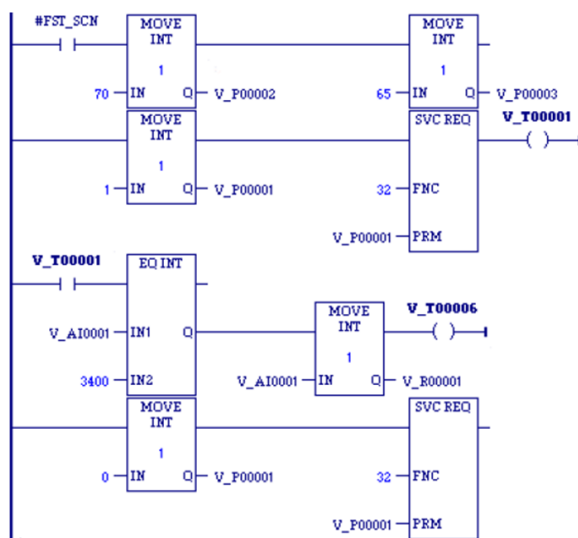 #FST_SCN
MOVE INT
MOVE INT
1
1
70 IN Q V_P00002
65 IN Q V_P00003
MOVE INT
SVC REQ
V_T00001
1
1 IN Q V_P00001
32 FNC
V_P00001 PRM
V_T00001
EQ INT
MOVE INT
V_T00006
V_AI0001 IN1 Q
1
3400 IN2
V_AI0001 IN Q V_R00001
MOVE INT
SVC REQ
1
0 IN Q V_P00001
32 FNC
V_P00001 PRM